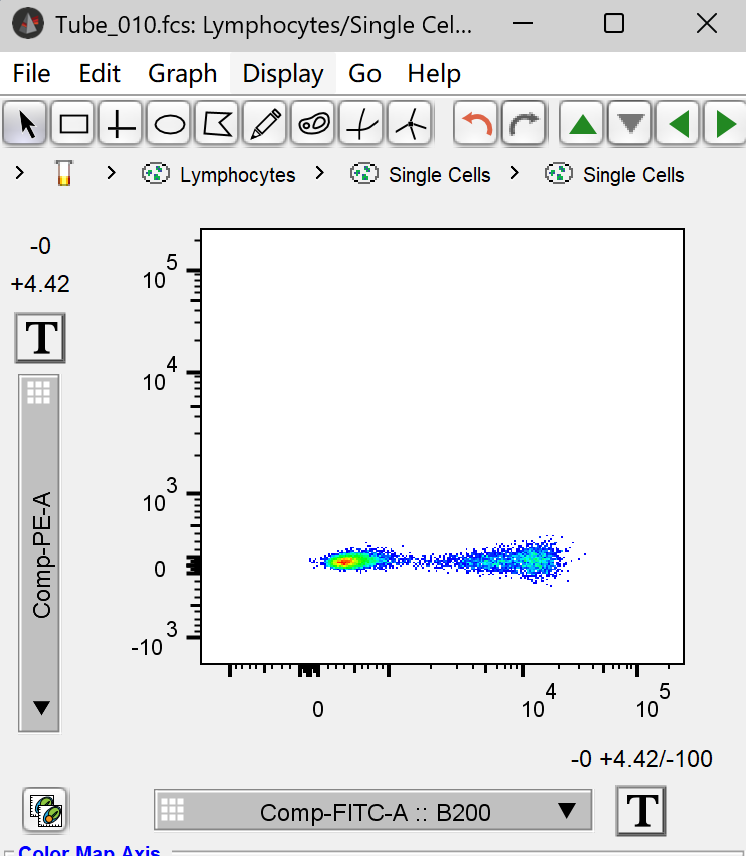 Tube_010.fcs: Lymphocytes/Single Cel...
File Edit Graph Display Go Help
T
> > Lymphocytes > Single Cells > Single Cells
-0
+4.42
T
Comp-PE-A
10^5
10^4
10^3
0
-10^3
0 10^4 10^5
-0 +4.42/-100
Comp-FITC-A :: B200
T
Color Map Axis